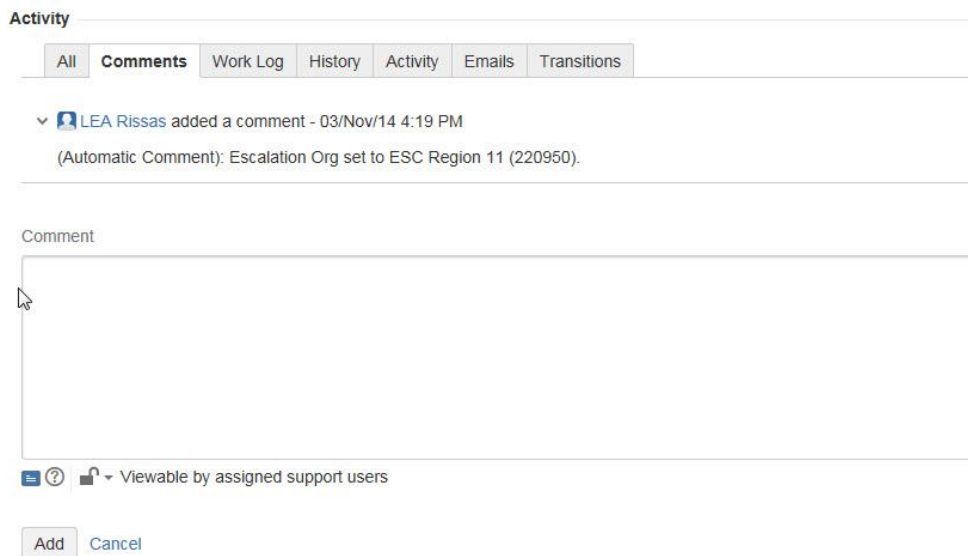 Activity
All Comments Work Log History Activity Emails Transitions
LEA Rissas added a comment - 03/Nov/14 4:19 PM
(Automatic Comment): Escalation Org set to ESC Region 11 (220950).
Comment
Viewable by assigned support users
Add Cancel